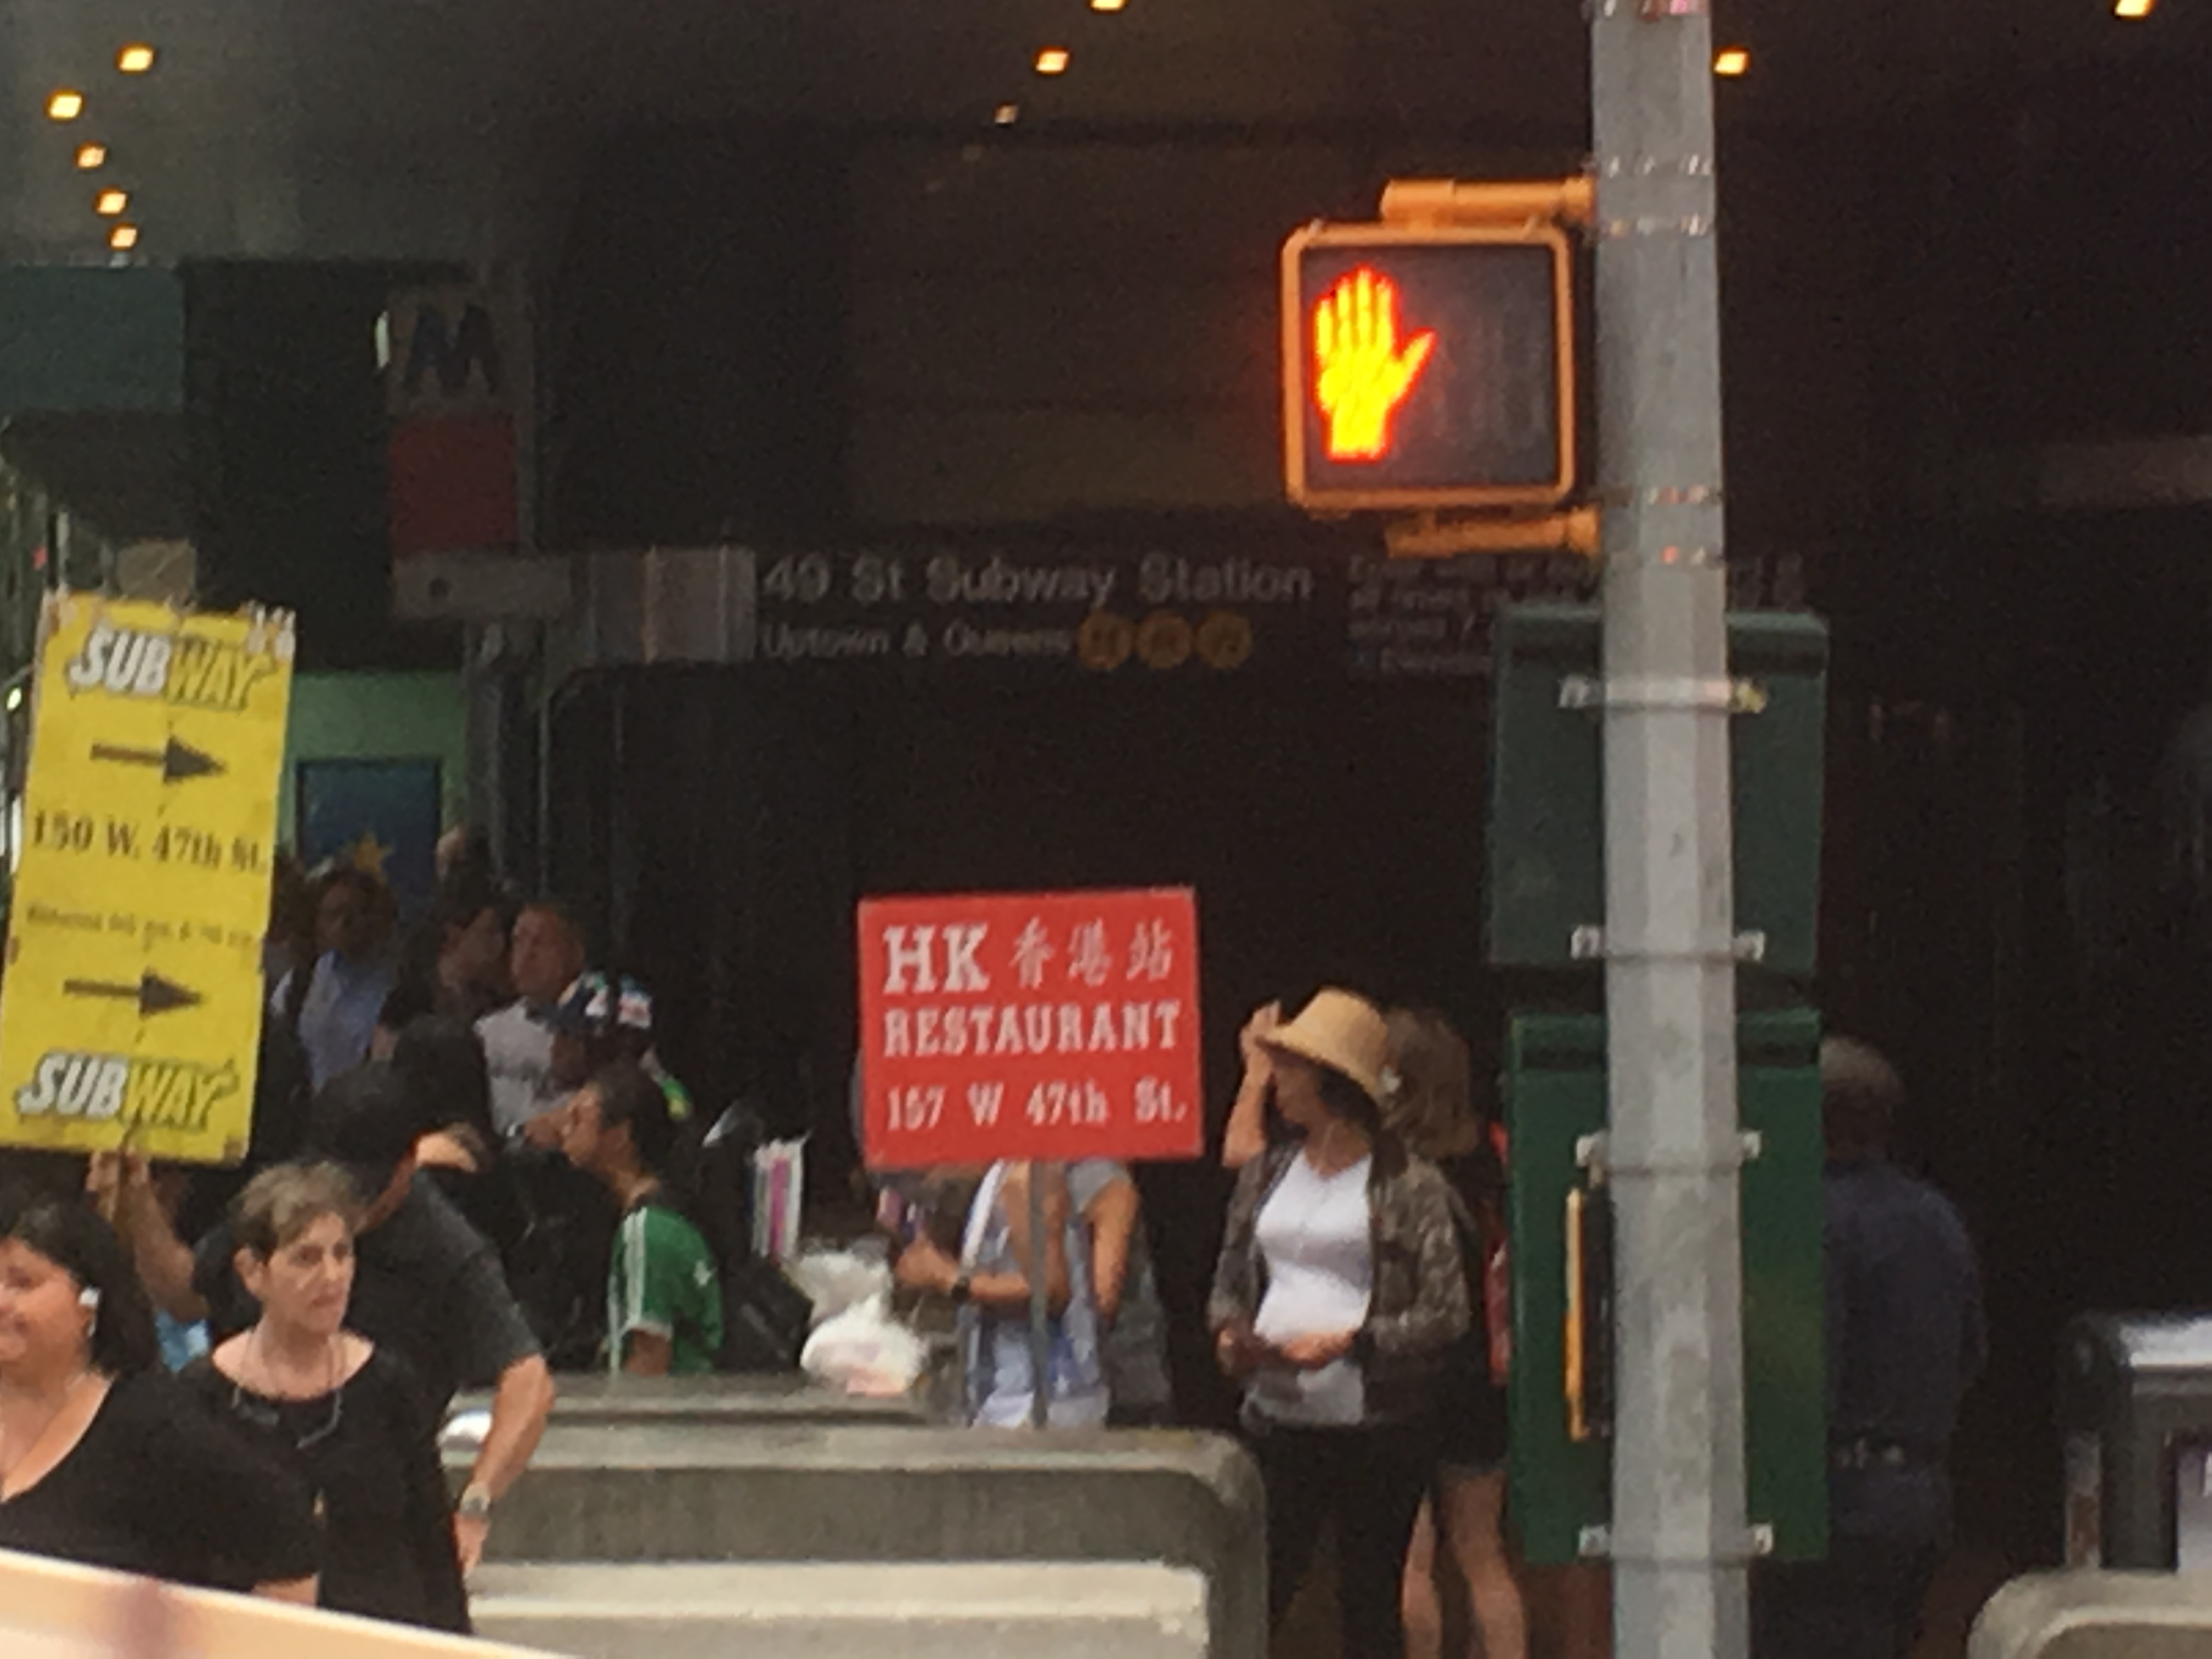 M
49 St Subway Station
Uptown & Queens
SUBWAY
150 W. 47th St.
SUBWAY
HK 香港站
RESTAURANT
157 W 47th St.